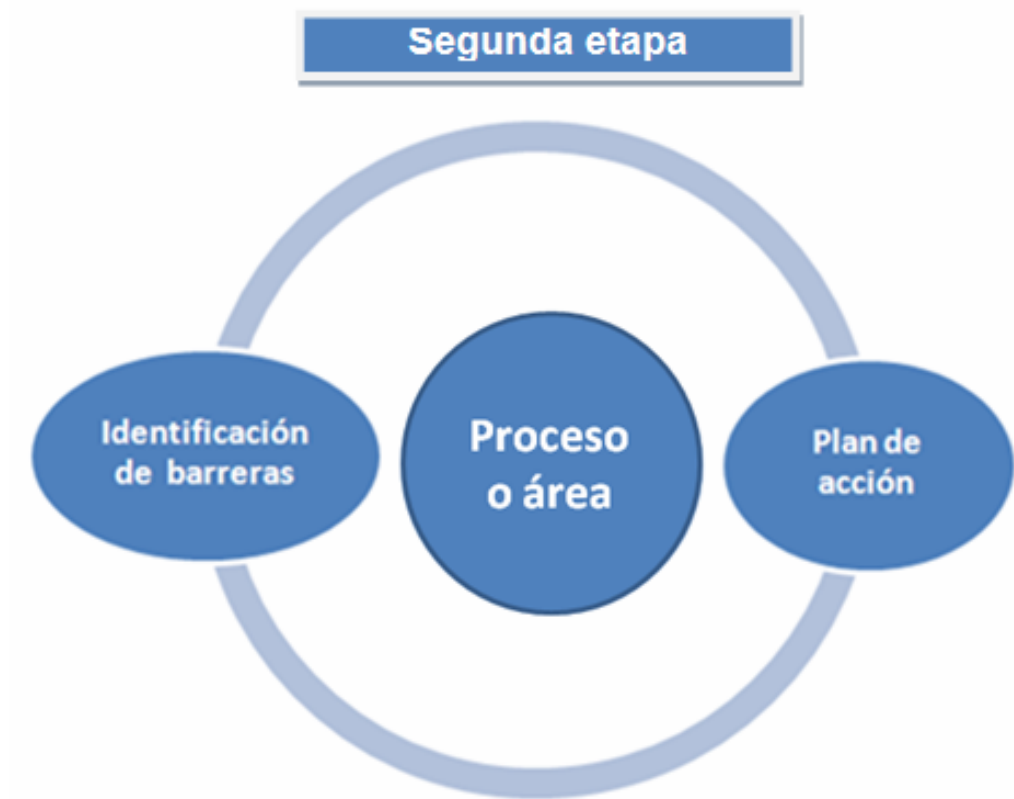 Segunda etapa
Identificación
de barreras
Proceso
o área
Plan de
acción